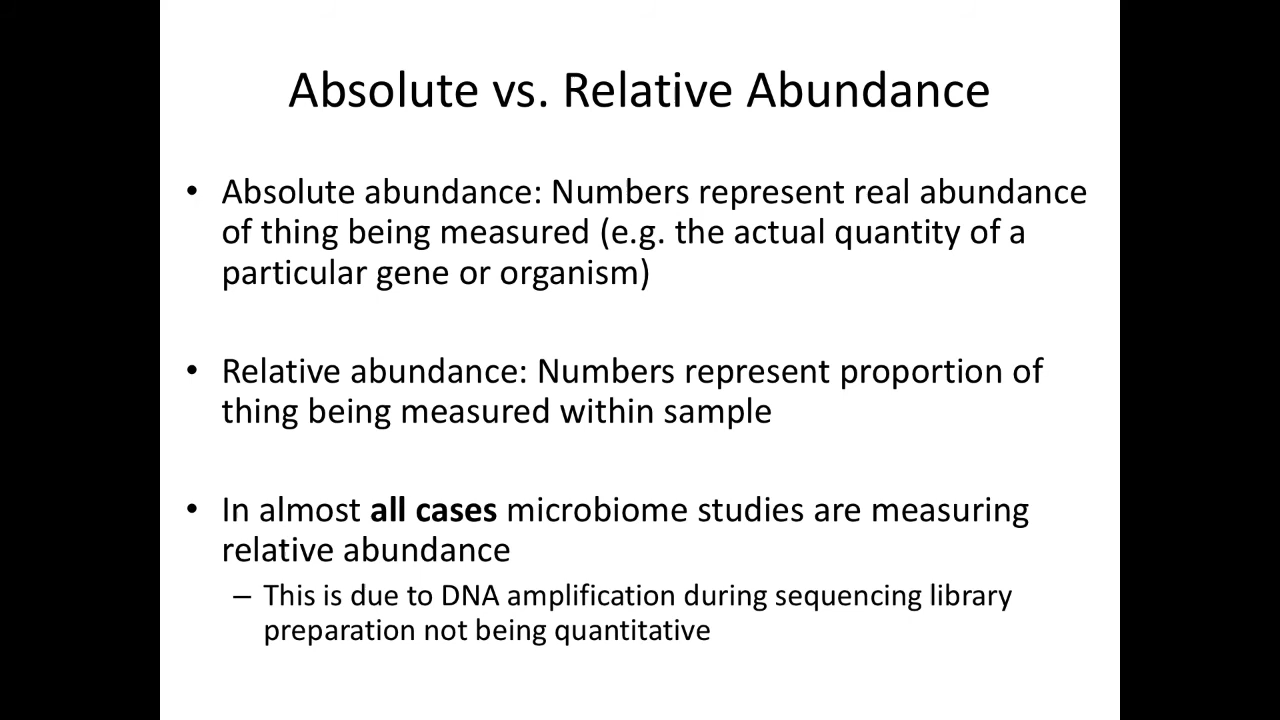 Absolute vs. Relative Abundance
• Absolute abundance: Numbers represent real abundance
of thing being measured (e.g. the actual quantity of a
particular gene or organism)
• Relative abundance: Numbers represent proportion of
thing being measured within sample
• In almost all cases microbiome studies are measuring
relative abundance
– This is due to DNA amplification during sequencing library
preparation not being quantitative